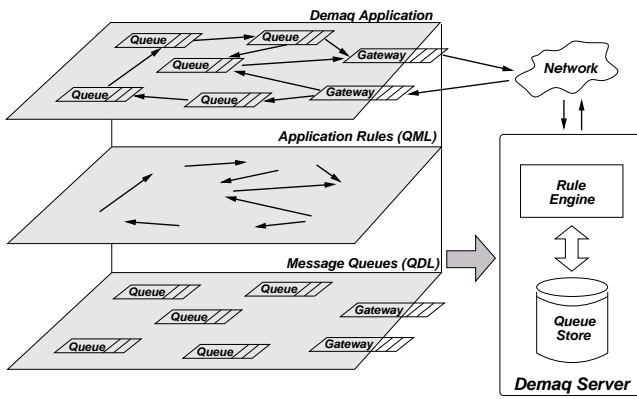 Demaq Application
Queue
Queue
Queue
Gateway
Queue
Queue
Gateway
Network
Application Rules (QML)
Rule
Engine
Message Queues (QDL)
Queue
Queue
Queue
Gateway
Queue
Queue
Gateway
Queue
Store
Demaq Server